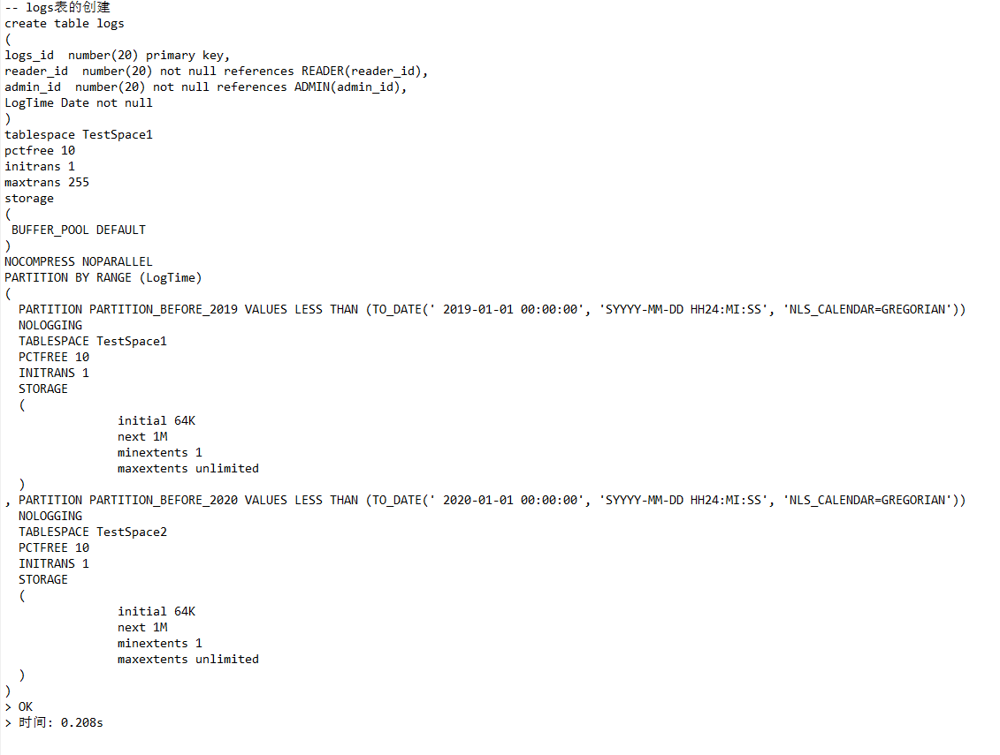 -- logs表的创建
create table logs
(
logs_id  number(20) primary key,
reader_id  number(20) not null references READER(reader_id),
admin_id  number(20) not null references ADMIN(admin_id),
LogTime Date not null
)
tablespace TestSpace1
pctfree 10
initrans 1
maxtrans 255
storage
(
 BUFFER_POOL DEFAULT
)
NOCOMPRESS NOPARALLEL
PARTITION BY RANGE (LogTime)
(
  PARTITION PARTITION_BEFORE_2019 VALUES LESS THAN (TO_DATE(' 2019-01-01 00:00:00', 'SYYYY-MM-DD HH24:MI:SS', 'NLS_CALENDAR=GREGORIAN'))
  NOLOGGING
  TABLESPACE TestSpace1
  PCTFREE 10
  INITRANS 1
  STORAGE
  (
                initial 64K
                next 1M
                minextents 1
                maxextents unlimited
  )
, PARTITION PARTITION_BEFORE_2020 VALUES LESS THAN (TO_DATE(' 2020-01-01 00:00:00', 'SYYYY-MM-DD HH24:MI:SS', 'NLS_CALENDAR=GREGORIAN'))
  NOLOGGING
  TABLESPACE TestSpace2
  PCTFREE 10
  INITRANS 1
  STORAGE
  (
                initial 64K
                next 1M
                minextents 1
                maxextents unlimited
  )
)
> OK
> 时间: 0.208s